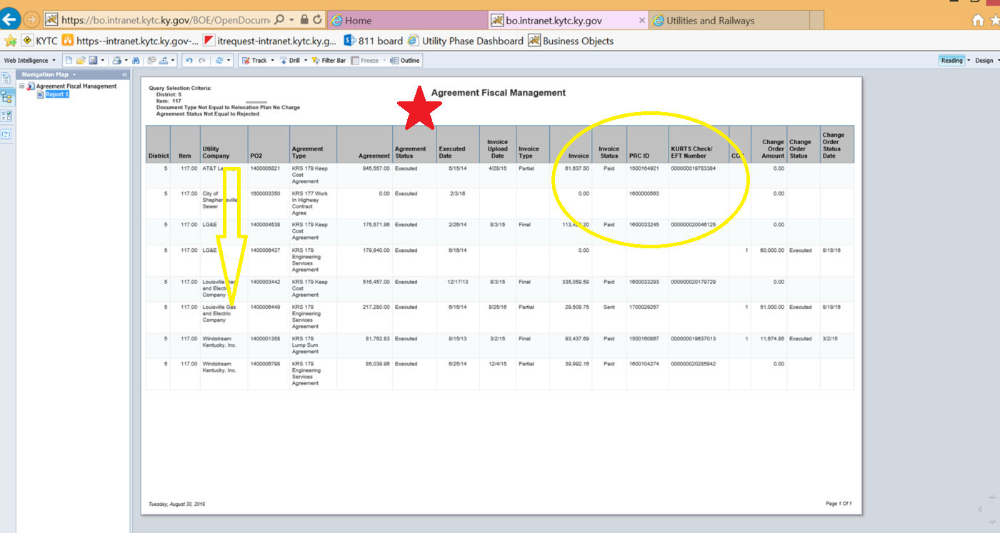 https://bo.intranet.kytc.ky.gov/BOE/OpenDocum
Home
bo.intranet.kytc.ky.gov
Utilities and Railways
KYTC
https--intranet.kytc.ky.gov-...
itrequest-intranet.kytc.ky.g...
811 board
Utility Phase Dashboard
Business Objects
Web Intelligence
Track
Drill
Filter Bar
Freeze
Outline
Reading
Design
Navigation Map
Agreement Fiscal Management
Report 1
Query Selection Criteria:
District: 5
Item: 117
Document Type Not Equal to Relocation Plan No Charge
Agreement Status Not Equal to Rejected
Agreement Fiscal Management
District Item Utility Company PO2 Agreement Type Agreement Agreement Status Executed Date Invoice Upload Date Invoice Type Invoice Invoice Status PRC ID KURTS Check/ EFT Number Change Order Amount Change Order Status Change Order Status Date
5 117.00 AT&T 1400005821 KRS 179 Keep Cost Agreement 945,557.00 Executed 5/15/14 4/28/15 Partial 61,637.50 Paid 1500164921 000000019783384 0.00
5 117.00 City of Sewer 1600003350 KRS 177 Work In Highway Contract Agree 0.00 Executed 2/3/16 0.00 1600000563 0.00
5 117.00 LG&E 1400004538 KRS 179 Keep Cost Agreement 175,571.86 Executed 2/26/14 8/3/15 Final Paid 1600033245 000000020046125 0.00
5 117.00 LG&E 1400006437 KRS 179 Engineering Services Agreement 179,840.00 Executed 6/16/14 0.00 1 60,000.00 Executed 8/18/16
5 117.00 Louisville Gas and Electric Company 1400003442 KRS 179 Keep Cost Agreement 516,457.00 Executed 12/17/13 8/3/15 Final 335,059.59 Paid 1600033293 000000020179729 0.00
5 117.00 Louisville Gas and Electric Company 1400006449 KRS 179 Engineering Services Agreement 217,280.00 Executed 6/16/14 8/25/16 Partial 29,508.75 Sent 1700029257 1 51,000.00 Executed 8/18/16
5 117.00 Windstream Kentucky, Inc. 1400001358 KRS 179 Lump Sum Agreement 81,762.83 Executed 8/15/13 3/2/15 Final 93,437.69 Paid 1500160867 000000019637013 1 11,674.86 Executed 3/2/15
5 117.00 Windstream Kentucky, Inc. 1400006798 KRS 179 Engineering Services Agreement 85,039.96 Executed 6/25/14 12/4/15 Partial 39,992.16 Paid 1600104274 000000020285942 0.00
Tuesday, August 30, 2016
Page 1 Of 1